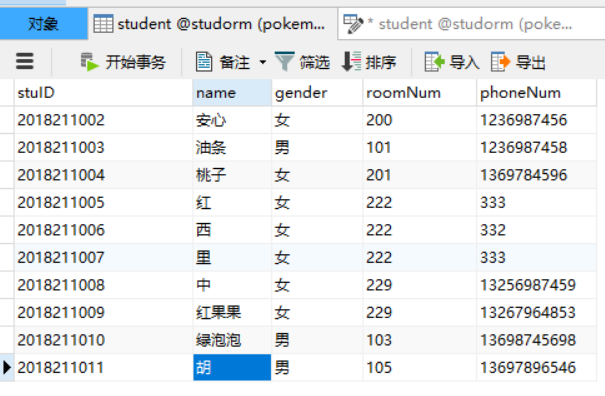 对象 student @studorm (pokem... * student @studorm (poke...
开始事务 备注 筛选 排序 导入 导出
stuID name gender roomNum phoneNum
2018211002 安心 女 200 1236987456
2018211003 油条 男 101 1236987458
2018211004 桃子 女 201 1369784596
2018211005 红 女 222 333
2018211006 西 女 222 332
2018211007 里 女 222 333
2018211008 中 女 229 13256987459
2018211009 红果果 女 229 13267964853
2018211010 绿泡泡 男 103 13698745698
2018211011 胡 男 105 13697896546